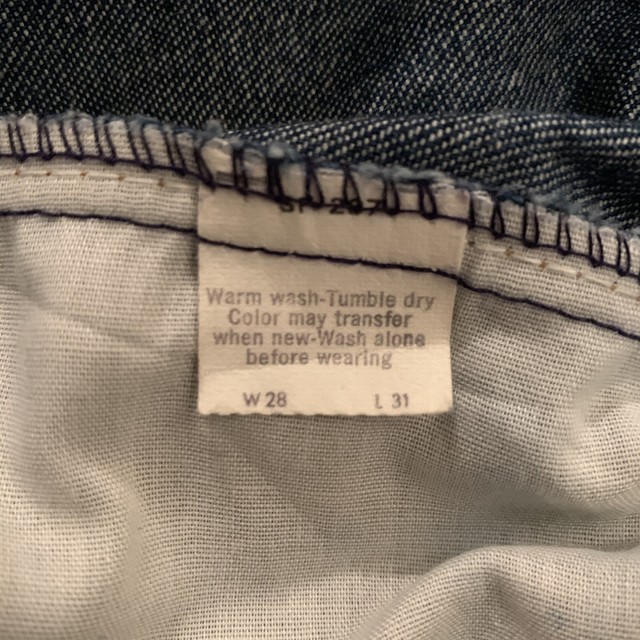 Warm wash-Tumble dry
Color may transfer
when new-Wash alone
before wearing
W 28 L 31